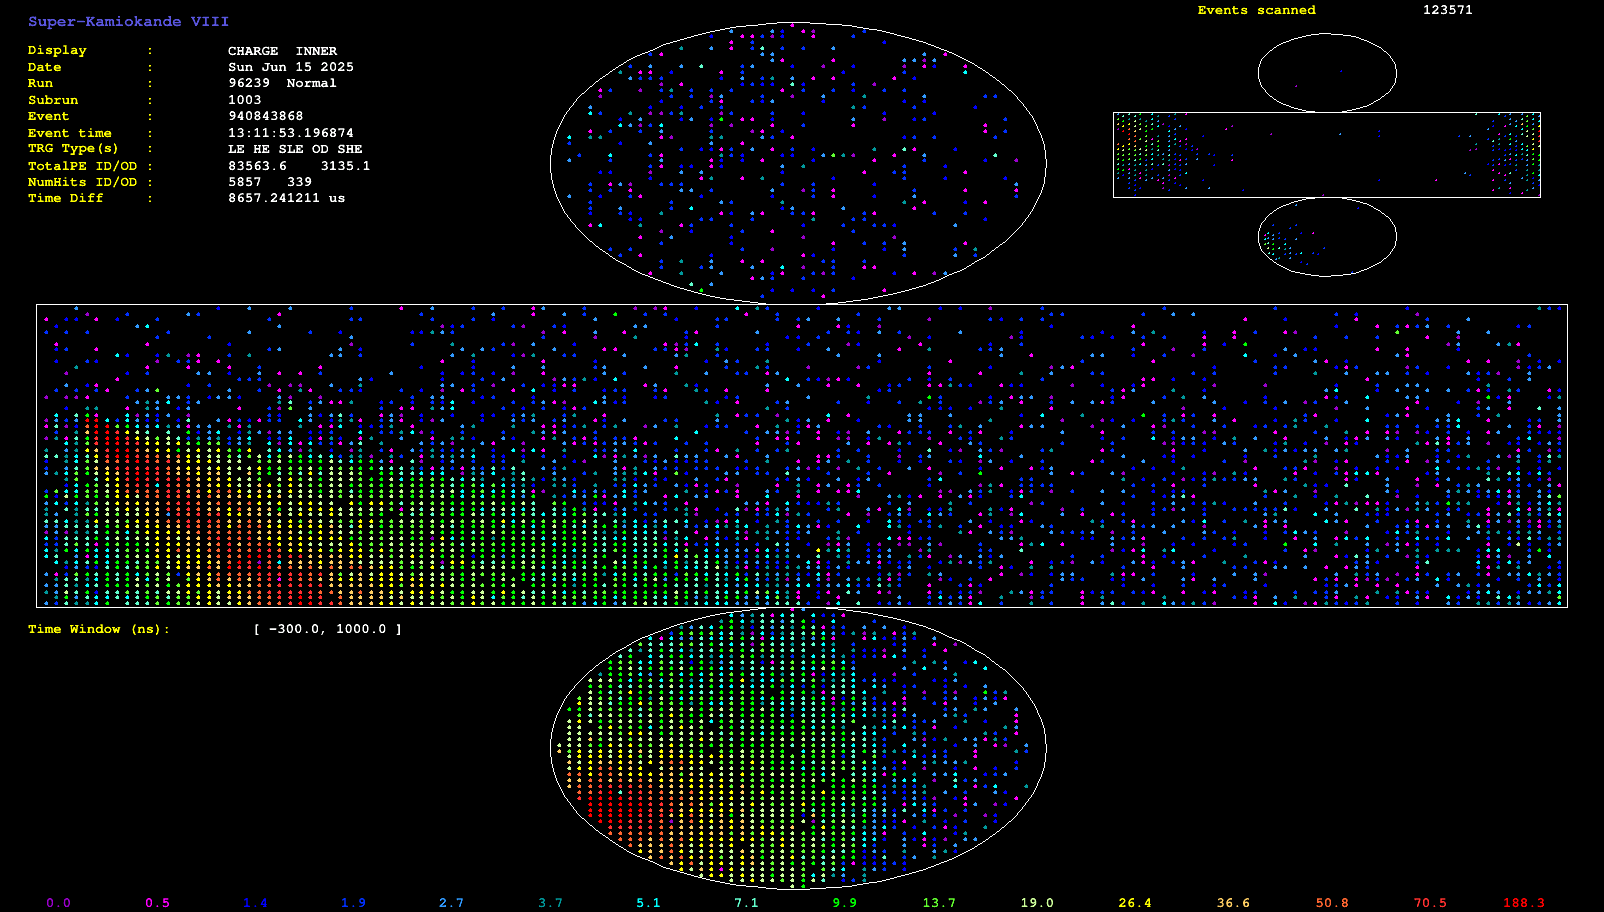 Super-Kamiokande VIII
Display : CHARGE INNER
Date : Sun Jun 15 2025
Run : 96239 Normal
Subrun : 1003
Event : 940843868
Event time : 13:11:53.196874
TRG Type(s) : LE HE SLE OD SHE
TotalPE ID/OD : 83563.6 3135.1
NumHits ID/OD : 5857 339
Time Diff : 8657.241211 us
Events scanned 123571
Time Window (ns): [ -300.0, 1000.0 ]
0.0 0.5 1.4 1.9 2.7 3.7 5.1 7.1 9.9 13.7 19.0 26.4 36.6 50.8 70.5 188.3